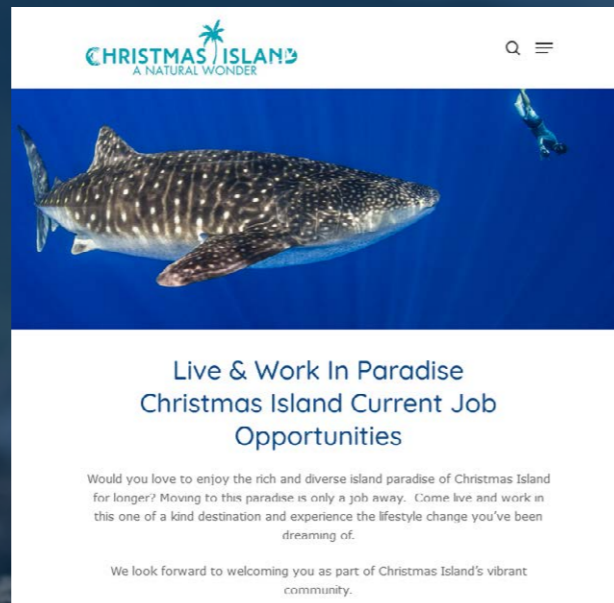 CHRISTMAS ISLAND
A NATURAL WONDER
Live & Work In Paradise
Christmas Island Current Job
Opportunities
Would you love to enjoy the rich and diverse island paradise of Christmas Island
for longer? Moving to this paradise is only a job away.  Come live and work in
this one of a kind destination and experience the lifestyle change you've been
dreaming of.
We look forward to welcoming you as part of Christmas Island's vibrant
community.